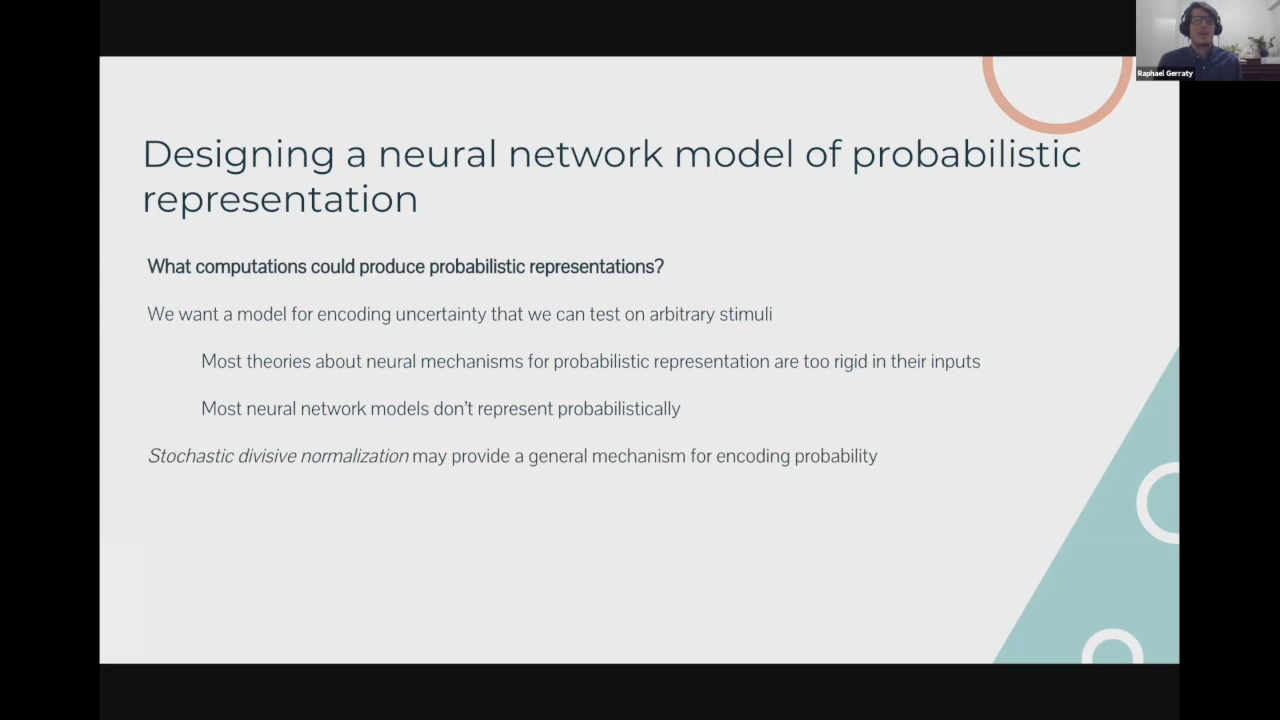 Raphael Gerraty
Designing a neural network model of probabilistic
representation
What computations could produce probabilistic representations?
We want a model for encoding uncertainty that we can test on arbitrary stimuli
Most theories about neural mechanisms for probabilistic representation are too rigid in their inputs
Most neural network models don’t represent probabilistically
Stochastic divisive normalization may provide a general mechanism for encoding probability